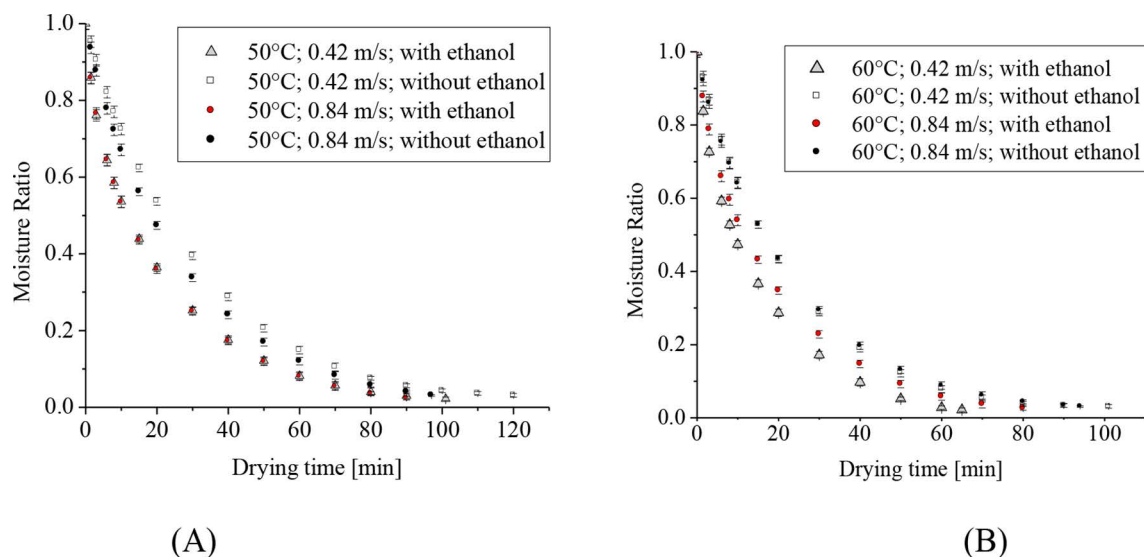 1.0
0.8
0.6
0.4
0.2
0.0
Moisture Ratio
50°C; 0.42 m/s; with ethanol
50°C; 0.42 m/s; without ethanol
50°C; 0.84 m/s; with ethanol
50°C; 0.84 m/s; without ethanol
0 20 40 60 80 100 120
Drying time [min]
(A)
1.0
0.8
0.6
0.4
0.2
0.0
Moisture Ratio
60°C; 0.42 m/s; with ethanol
60°C; 0.42 m/s; without ethanol
60°C; 0.84 m/s; with ethanol
60°C; 0.84 m/s; without ethanol
0 20 40 60 80 100
Drying time [min]
(B)